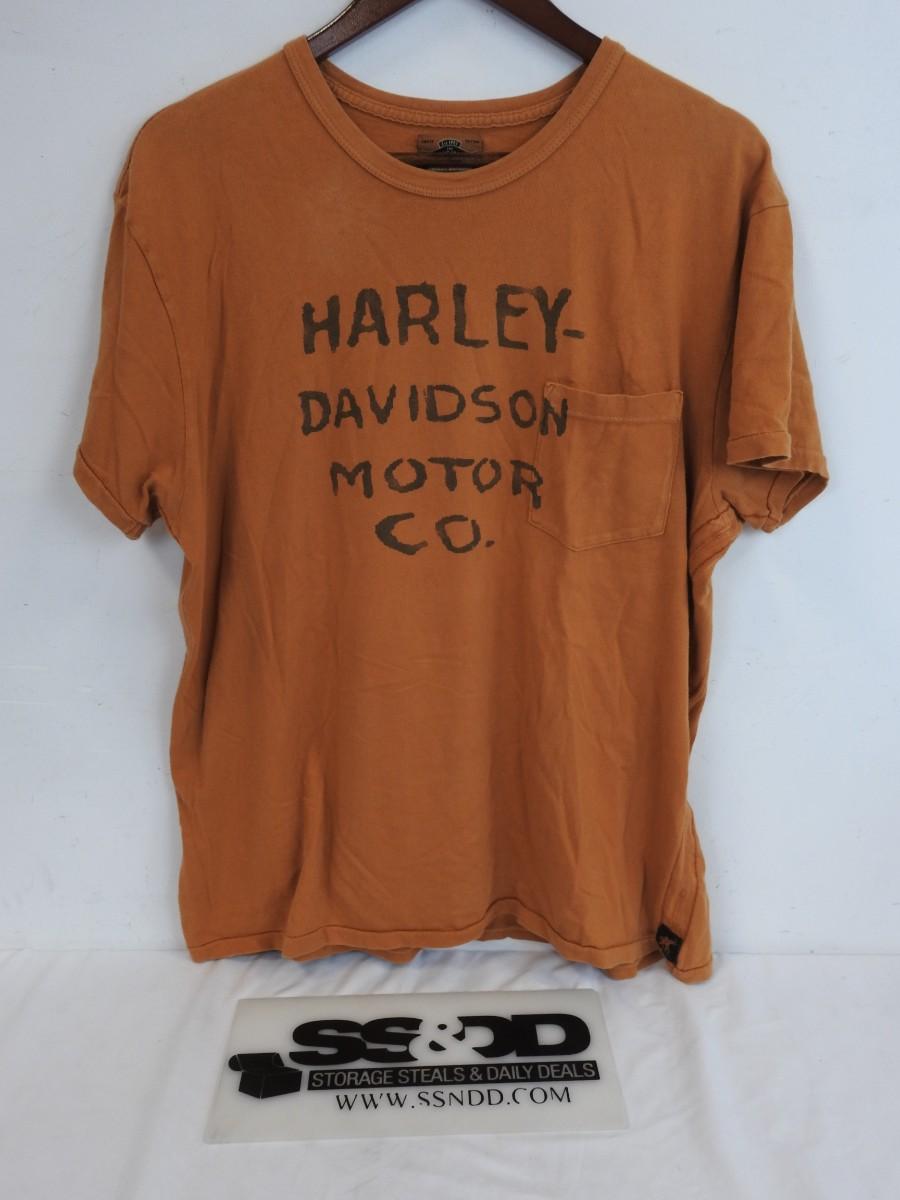 HARLEY-
DAVIDSON
MOTOR
CO.
SS&DD
STORAGE STEALS & DAILY DEALS
WWW.SSNDD.COM